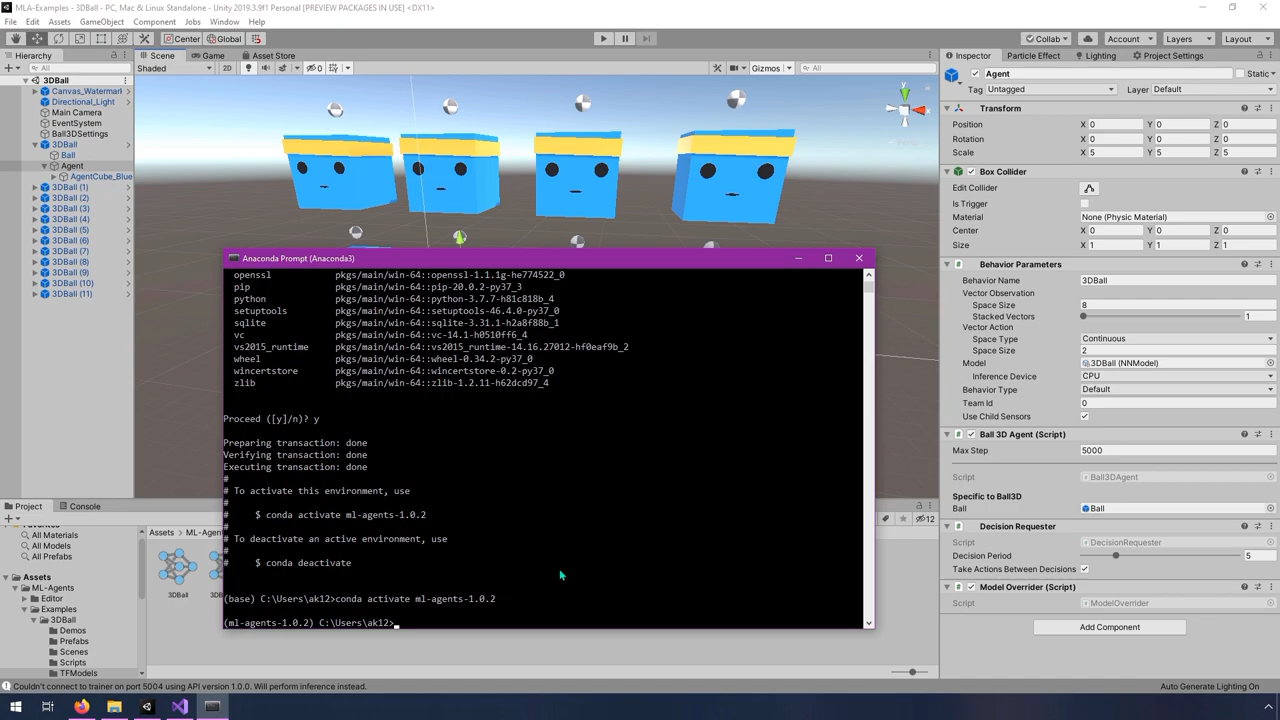 MLA-Examples - 3DBall - PC, Mac & Linux Standalone - Unity 2019.3.9f1 Personal [PREVIEW PACKAGES IN USE] <DX11>
File Edit Assets GameObject Component Jobs Window Help
Center Global Collab Account Layers Layout
Hierarchy
All
3DBall
Canvas_Watermark
Directional_Light
Main Camera
EventSystem
Ball3DSettings
3DBall
Ball
Agent
AgentCube_Blue
3DBall (1)
3DBall (2)
3DBall (3)
3DBall (4)
3DBall (5)
3DBall (6)
3DBall (7)
3DBall (8)
3DBall (9)
3DBall (10)
3DBall (11)
Scene Game Asset Store
Shaded 2D 0 Gizmos All
Anaconda Prompt (Anaconda3)
openssl pkgs/main/win-64::openssl-1.1.1g-he774522_0
pip pkgs/main/win-64::pip-20.0.2-py37_3
python pkgs/main/win-64::python-3.7.7-h81c818b_4
setuptools pkgs/main/win-64::setuptools-46.4.0-py37_0
sqlite pkgs/main/win-64::sqlite-3.31.1-h2a8f88b_1
vc pkgs/main/win-64::vc-14.1-h0510ff6_4
vs2015_runtime pkgs/main/win-64::vs2015_runtime-14.16.27012-hf0eaf9b_2
wheel pkgs/main/win-64::wheel-0.34.2-py37_0
wincertstore pkgs/main/win-64::wincertstore-0.2-py37_0
zlib pkgs/main/win-64::zlib-1.2.11-h62dcd97_4
Proceed ([y]/n)? y
Preparing transaction: done
Verifying transaction: done
Executing transaction: done
#
# To activate this environment, use
#
# $ conda activate ml-agents-1.0.2
#
# To deactivate an active environment, use
#
# $ conda deactivate
(base) C:\Users\ak12>conda activate ml-agents-1.0.2
(ml-agents-1.0.2) C:\Users\ak12>
Inspector Particle Effect Lighting Project Settings
Agent Static
Tag Untagged Layer Default
Transform
Position X 0 Y 0 Z 0
Rotation X 0 Y 0 Z 0
Scale X 5 Y 5 Z 5
Box Collider
Edit Collider
Is Trigger
Material None (Physic Material)
Center X 0 Y 0 Z 0
Size X 1 Y 1 Z 1
Behavior Parameters
Behavior Name 3DBall
Vector Observation
Space Size 8
Stacked Vectors 1
Vector Action
Space Type Continuous
Space Size 2
Model 3DBall (NNModel)
Inference Device CPU
Behavior Type Default
Team Id 0
Use Child Sensors
Ball 3D Agent (Script)
Max Step 5000
Script Ball3DAgent
Specific to Ball3D
Ball Ball
Decision Requester
Script DecisionRequester
Decision Period 5
Take Actions Between Decisions
Model Overrider (Script)
Script ModelOverrider
Add Component
Project Console
12
All Materials
All Models
All Prefabs
Assets
ML-Agents
Editor
Examples
3DBall
Demos
Prefabs
Scenes
Scripts
TFModels
Assets
3DBall
Couldn't connect to trainer on port 5004 using API version 1.0.0. Will perform inference instead.
Auto Generate Lighting On